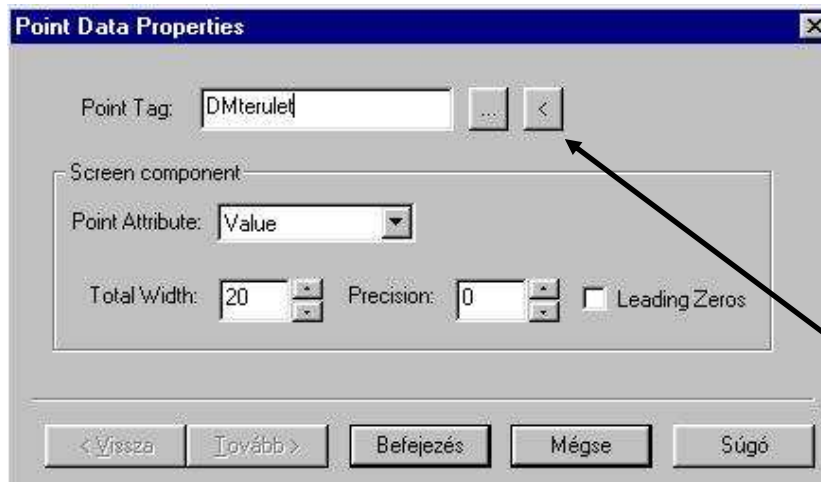 Point Data Properties
Point Tag: DMterulet ... <
Screen component
Point Attribute: Value
Total Width: 20 Precision: 0 Leading Zeros
< Vissza Tovább > Befejezés Mégse Súgó